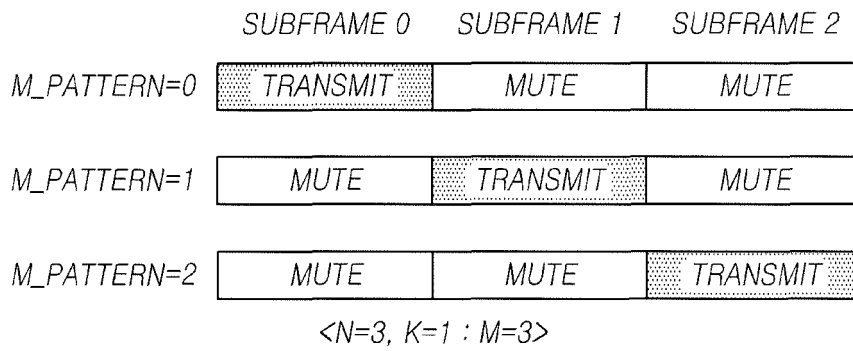 SUBFRAME 0 SUBFRAME 1 SUBFRAME 2
M_PATTERN=0 TRANSMIT MUTE MUTE
M_PATTERN=1 MUTE TRANSMIT MUTE
M_PATTERN=2 MUTE MUTE TRANSMIT
<N=3, K=1 : M=3>